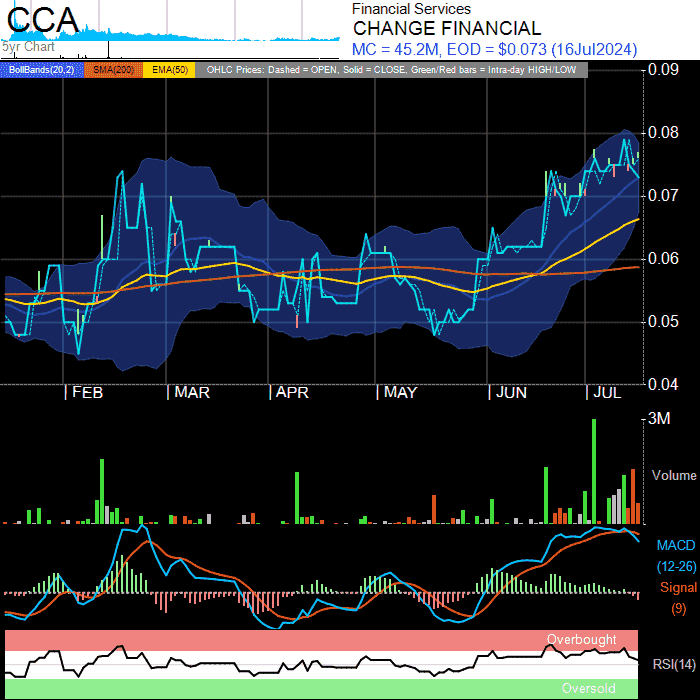 CCA
5yr Chart
Financial Services
CHANGE FINANCIAL
MC = 45.2M, EOD = $0.073 (16Jul2024)
BollBands(20,2) SMA(200) EMA(50) OHLC Prices: Dashed = OPEN, Solid = CLOSE, Green/Red bars = Intra-day HIGH/LOW
0.09
0.08
0.07
0.06
0.05
0.04
FEB MAR APR MAY JUN JUL
3M
Volume
MACD
(12-26)
Signal
(9)
Overbought
RSI(14)
Oversold